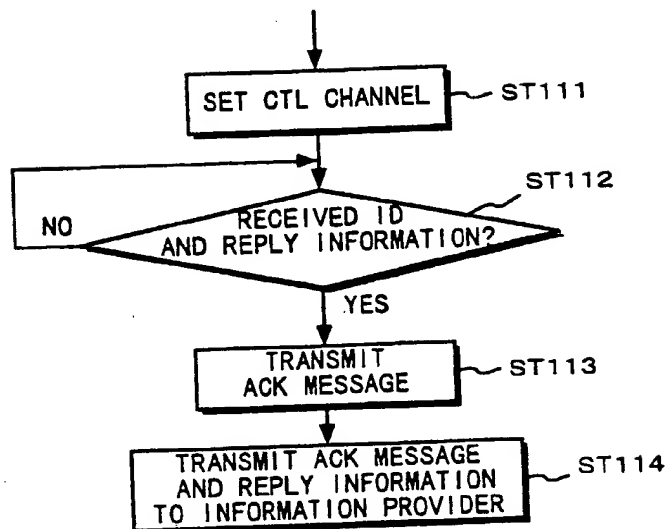 SET CTL CHANNEL
ST111
ST112
RECEIVED ID
AND REPLY INFORMATION?
NO
YES
TRANSMIT
ACK MESSAGE
ST113
TRANSMIT ACK MESSAGE
AND REPLY INFORMATION
TO INFORMATION PROVIDER
ST114